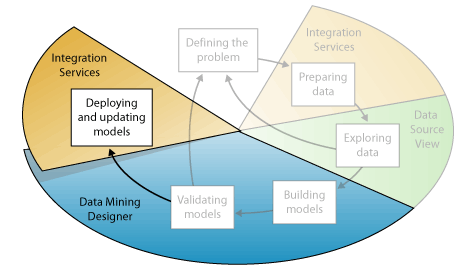 Defining the
problem
Integration
Services
Integration
Services
Preparing
data
Deploying
and updating
models
Data
Source
View
Exploring
data
Building
models
Validating
models
Data Mining
Designer